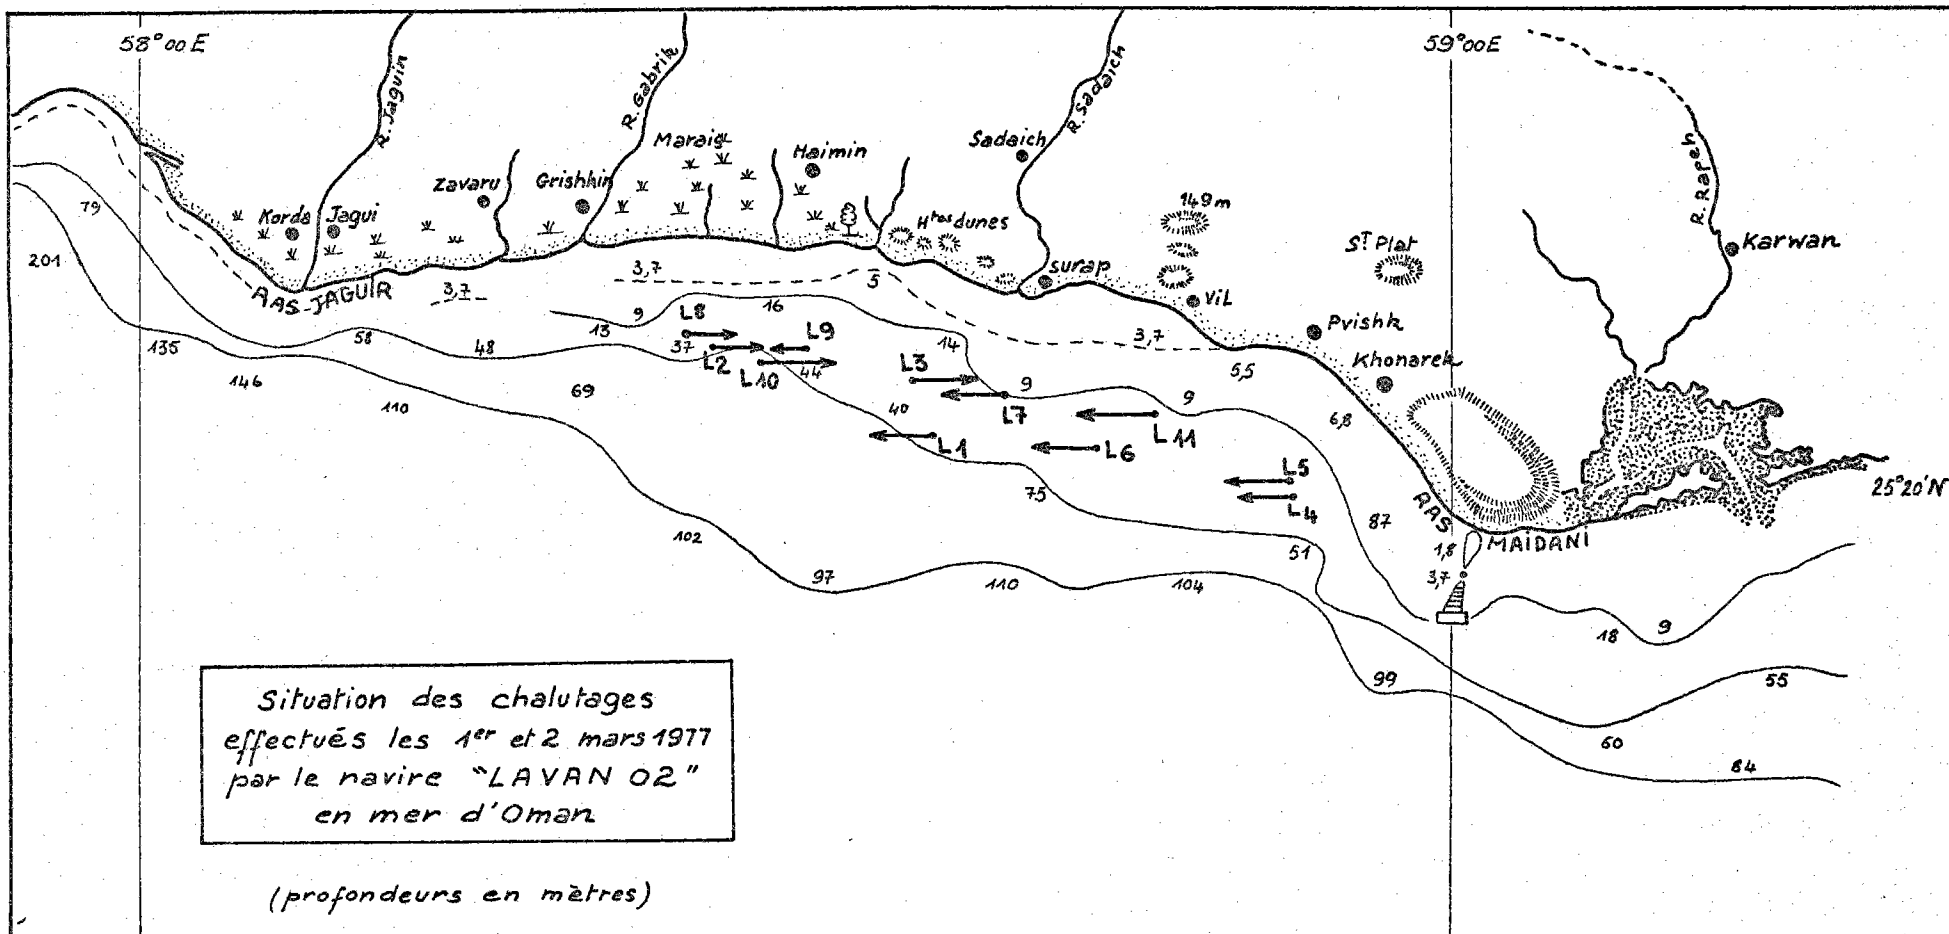 58°00E
59°00E
R. Jaguin
R. Gabrik
R. Sadaich
R. Rapch
Marais
Haimin
Sadaich
Zavaru
Grishkin
Korda
Jagui
Htes dunes
149m
ST Plat
Karwan
surap
Vil
Pvishk
Khonarek
RAS-JAGUIR
RAS MAIDANI
25°20'N
79
201
135
146
58
110
48
69
3,7
3,7
9
13
37
16
5
14
44
40
9
9
3,7
5,5
6,8
75
102
97
110
104
51
87
1,8
3,7
18
9
99
55
60
84
L8
L9
L2
L10
L3
L7
L1
L6
L11
L5
L4
Situation des chalutages
effectués les 1er et 2 mars 1977
par le navire "LAVAN 02"
en mer d'Oman
(profondeurs en mètres)